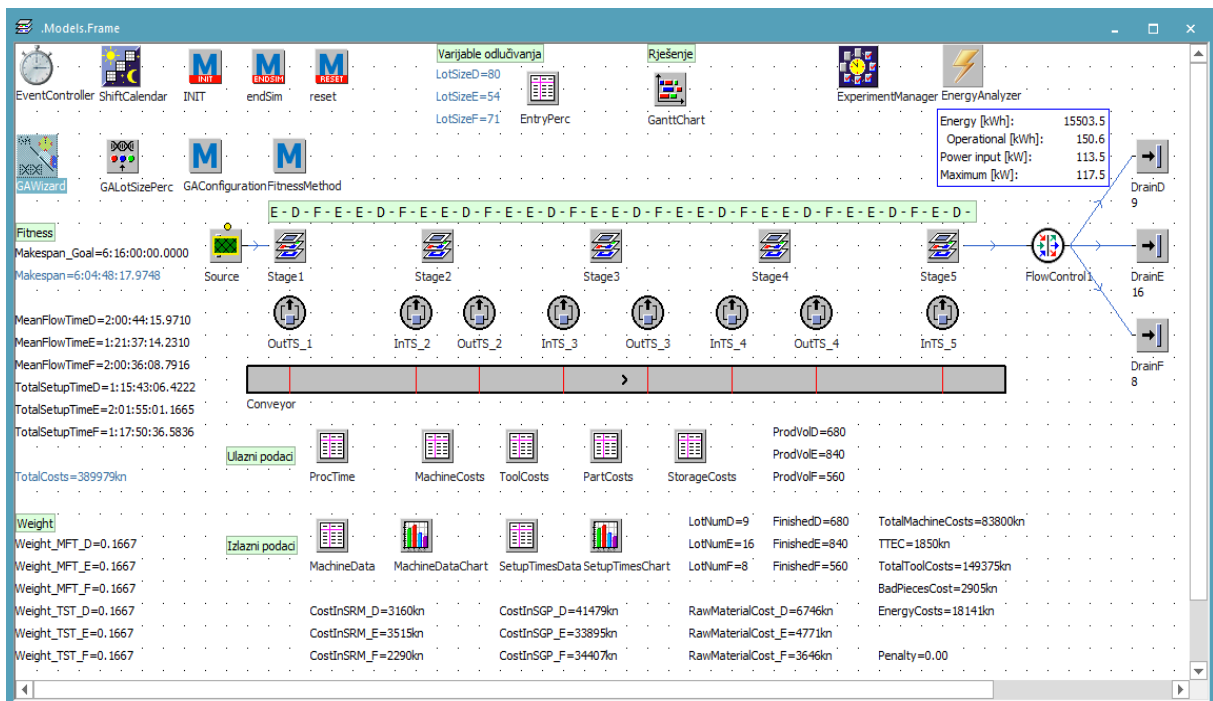 .Models.Frame
Varijable odlučivanja
Rješenje
LotSizeD=80
LotSizeE=54
LotSizeF=71
EventController
ShiftCalendar
INIT
INIT
ENDSIM
endSim
RESET
reset
EntryPerc
GanttChart
ExperimentManager
EnergyAnalyzer
Energy [kWh]: 15503.5
Operational [kWh]: 150.6
Power input [kW]: 113.5
Maximum [kW]: 117.5
GAWizard
GALotSizePerc
GAConfiguration
FitnessMethod
DrainD
9
E - D - F - E - E - D - F - E - E - D - F - E - E - D - F - E - E - D - F - E - E - D - F - E - E - D - F - E - E - D - F - E - D -
Fitness
Makespan_Goal=6:16:00:00.0000
Makespan=6:04:48:17.9748
Source
Stage1
Stage2
Stage3
Stage4
Stage5
FlowControl1
DrainE
16
MeanFlowTimeD=2:00:44:15.9710
MeanFlowTimeE=1:21:37:14.2310
MeanFlowTimeF=2:00:36:08.7916
TotalSetupTimeD=1:15:43:06.4222
TotalSetupTimeE=2:01:55:01.1665
TotalSetupTimeF=1:17:50:36.5836
OutTS_1
InTS_2
OutTS_2
InTS_3
OutTS_3
InTS_4
OutTS_4
InTS_5
DrainF
8
Conveyor
Ulazni podaci
ProcTime
MachineCosts
ToolCosts
PartCosts
StorageCosts
ProdVolD=680
ProdVolE=840
ProdVolF=560
TotalCosts=389979kn
Weight
Weight_MFT_D=0.1667
Weight_MFT_E=0.1667
Weight_MFT_F=0.1667
Weight_TST_D=0.1667
Weight_TST_E=0.1667
Weight_TST_F=0.1667
Izlazni podaci
MachineData
MachineDataChart
SetupTimesData
SetupTimesChart
LotNumD=9
LotNumE=16
LotNumF=8
FinishedD=680
FinishedE=840
FinishedF=560
TotalMachineCosts=83800kn
TTEC=1850kn
TotalToolCosts=149375kn
BadPiecesCost=2905kn
EnergyCosts=18141kn
CostInSRM_D=3160kn
CostInSRM_E=3515kn
CostInSRM_F=2290kn
CostInSGP_D=41479kn
CostInSGP_E=33895kn
CostInSGP_F=34407kn
RawMaterialCost_D=6746kn
RawMaterialCost_E=4771kn
RawMaterialCost_F=3646kn
Penalty=0.00